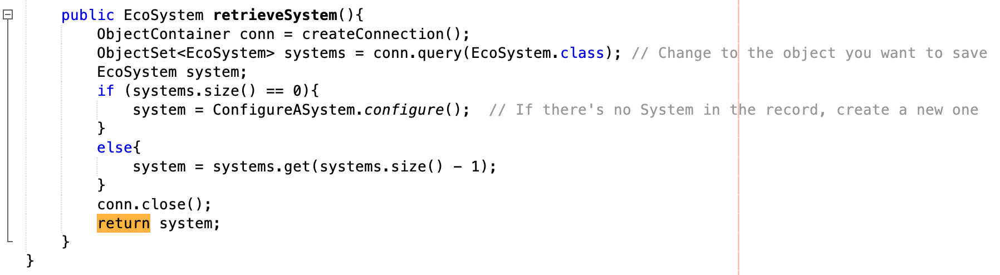 public EcoSystem retrieveSystem(){
ObjectContainer conn = createConnection();
ObjectSet<EcoSystem> systems = conn.query(EcoSystem.class); // Change to the object you want to save
EcoSystem system;
if (systems.size() == 0){
system = ConfigureASystem.configure();  // If there's no System in the record, create a new one
}
else{
system = systems.get(systems.size() - 1);
}
conn.close();
return system;
}
}